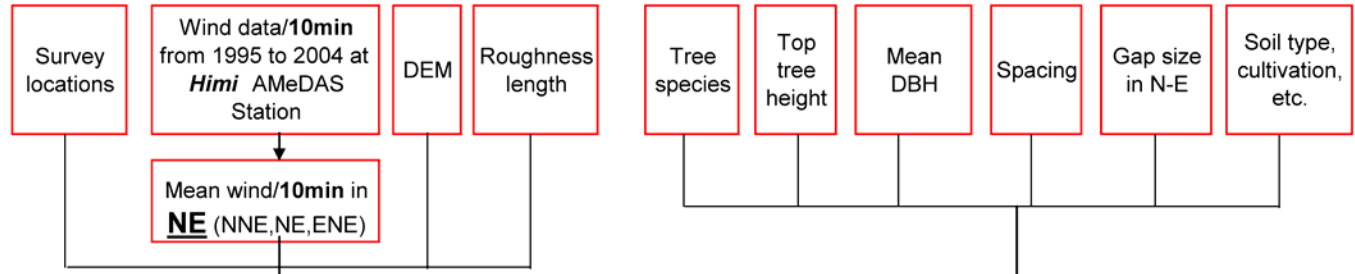 Survey
locations
Wind data/10min
from 1995 to 2004 at
Himi AMeDAS
Station
DEM
Roughness
length
Tree
species
Top
tree
height
Mean
DBH
Spacing
Gap size
in N-E
Soil type,
cultivation,
etc.
Mean wind/10min in
NE (NNE,NE,ENE)